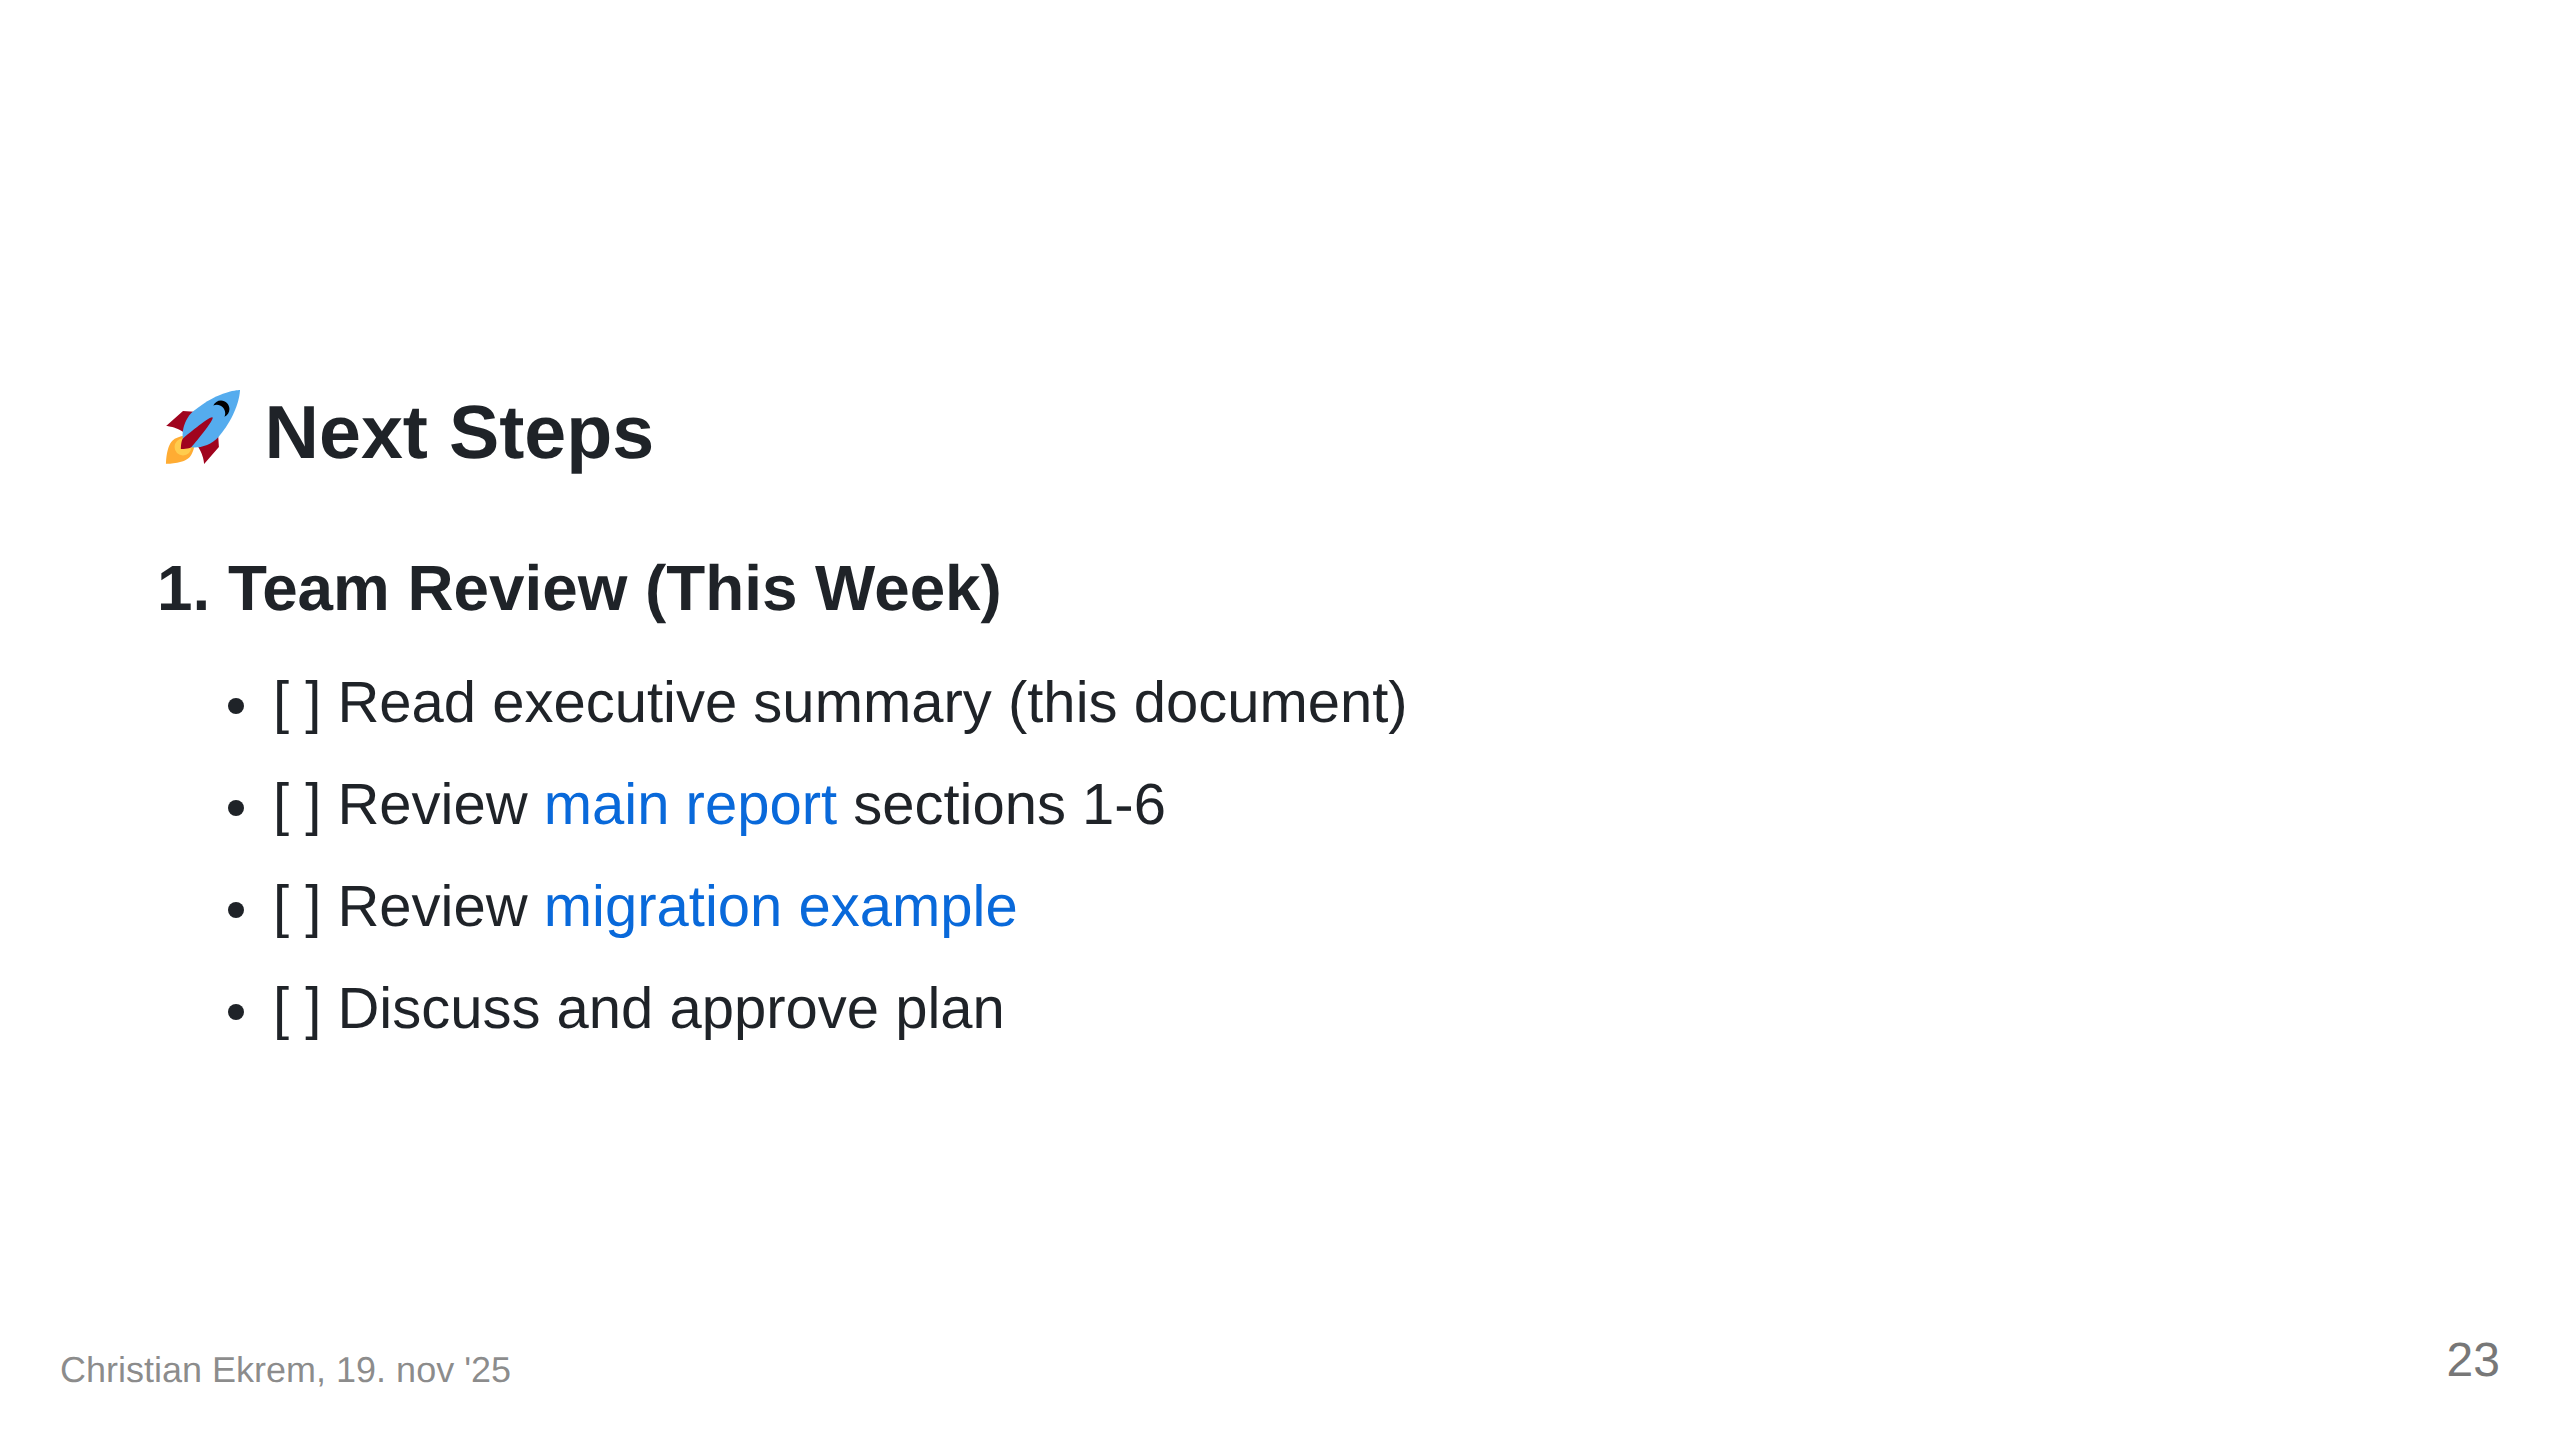 🚀 Next Steps
1. Team Review (This Week)
• [ ] Read executive summary (this document)
• [ ] Review main report sections 1-6
• [ ] Review migration example
• [ ] Discuss and approve plan
Christian Ekrem, 19. nov '25
23